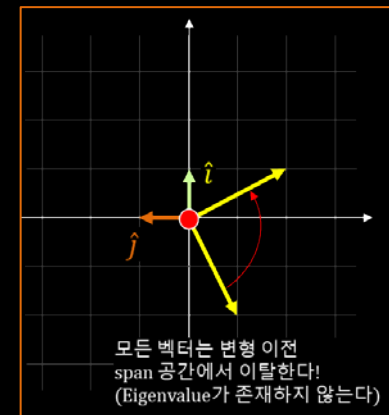 î
ĵ
모든 벡터는 변형 이전
span 공간에서 이탈한다!
(Eigenvalue가 존재하지 않는다)